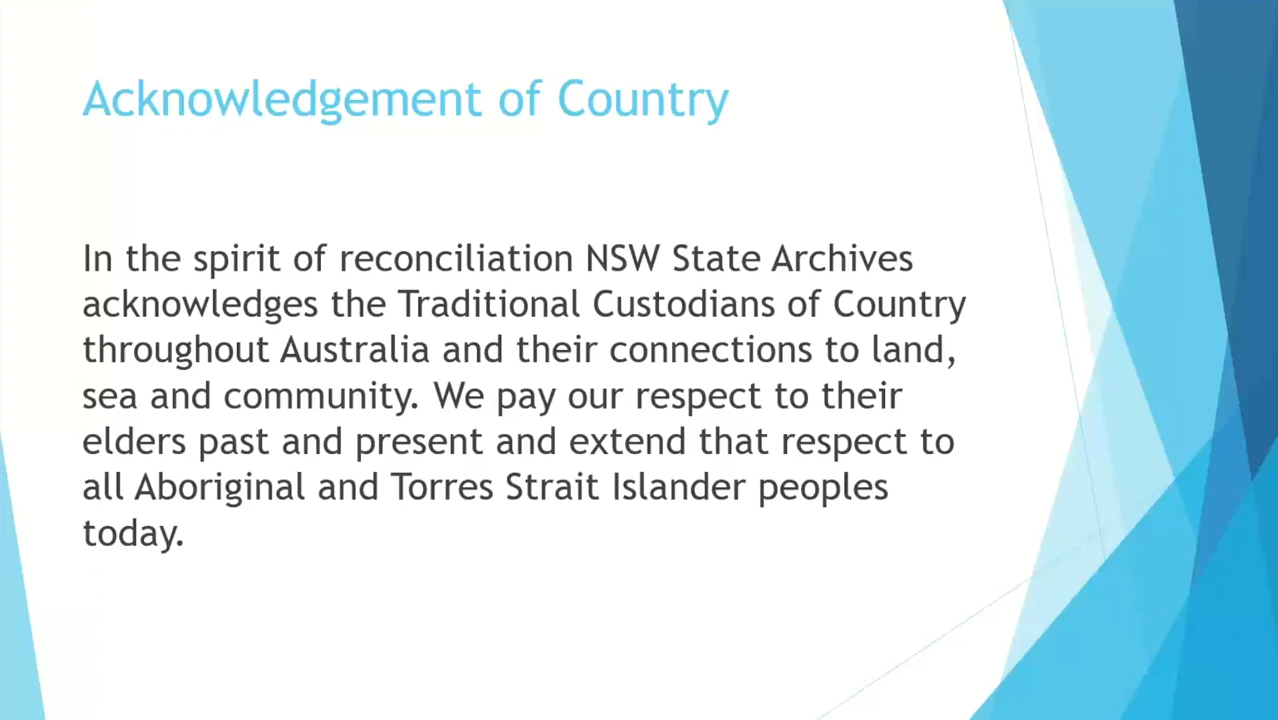 Acknowledgement of Country
In the spirit of reconciliation NSW State Archives
acknowledges the Traditional Custodians of Country
throughout Australia and their connections to land,
sea and community. We pay our respect to their
elders past and present and extend that respect to
all Aboriginal and Torres Strait Islander peoples
today.